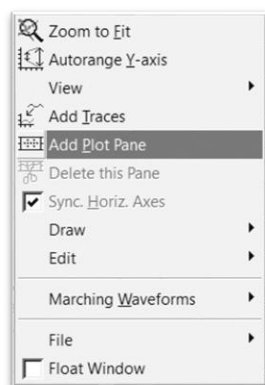 Zoom to Fit
Autorange Y-axis
View
Add Traces
Add Plot Pane
Delete this Pane
Sync. Horiz. Axes
Draw
Edit
Marching Waveforms
File
Float Window